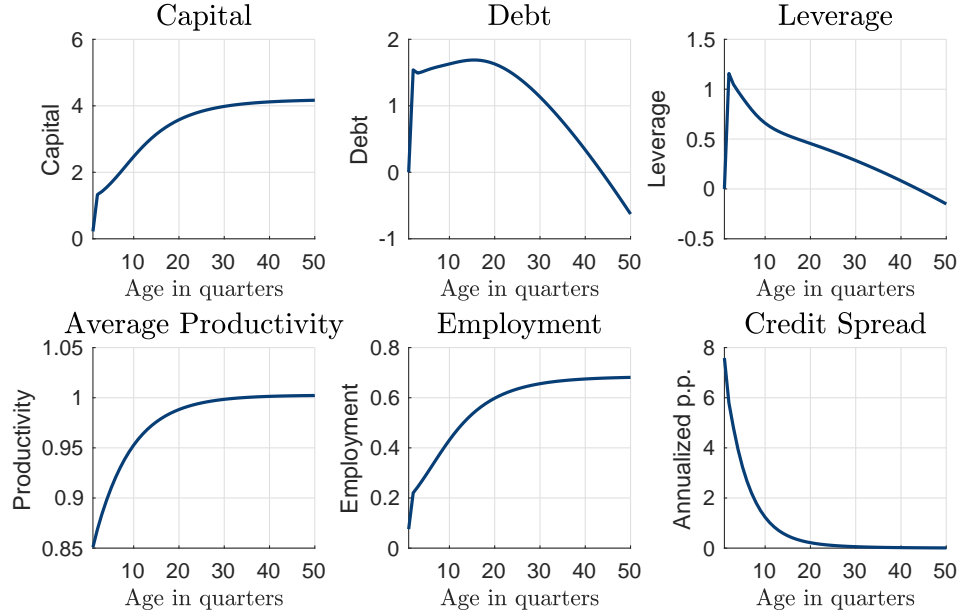 Capital
Capital
6
4
2
0
10 20 30 40 50
Age in quarters
Debt
Debt
2
1
0
-1
10 20 30 40 50
Age in quarters
Leverage
Leverage
1.5
1
0.5
0
-0.5
10 20 30 40 50
Age in quarters
Average Productivity
Productivity
1.05
1
0.95
0.9
0.85
10 20 30 40 50
Age in quarters
Employment
Employment
0.8
0.6
0.4
0.2
0
10 20 30 40 50
Age in quarters
Credit Spread
Annualized p.p.
8
6
4
2
0
10 20 30 40 50
Age in quarters